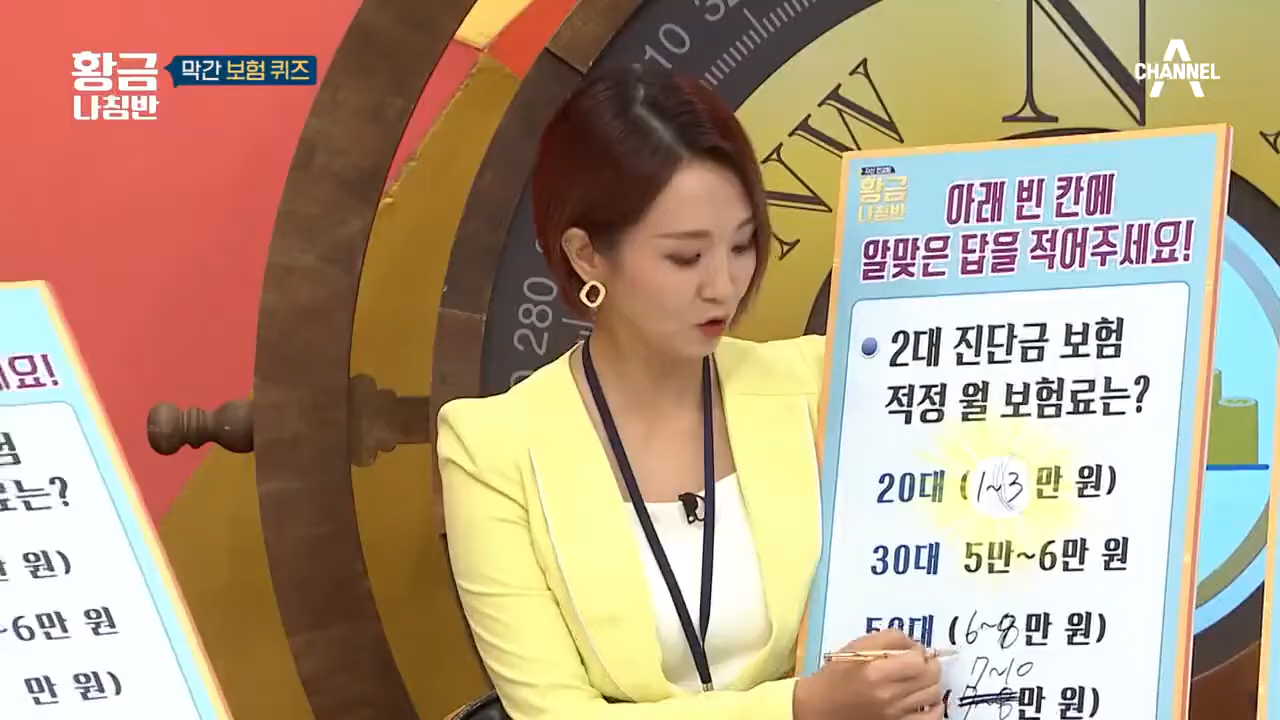 황금
나침반
막간 보험 퀴즈
CHANNEL A
NW
N
10
280
황금
나침반
아래 빈 칸에
알맞은 답을 적어주세요!
2대 진단금 보험
적정 월 보험료는?
20대 (1~3만 원)
30대 5만~6만 원
50대 (6~8만 원)
7~10
만 원)
요!
험
료는?
원)
~6만 원
만 원)